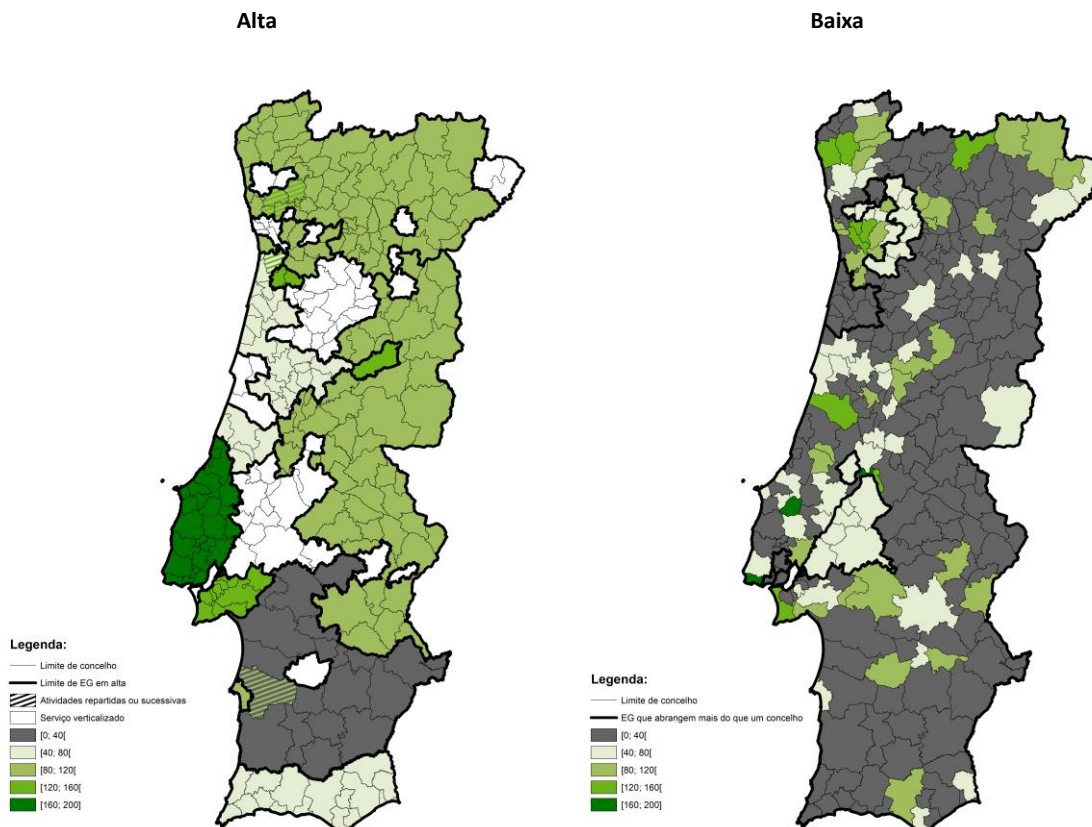 Alta
Baixa
Legenda:
Limite de concelho
Limite de EG em alta
Atividades repartidas ou sucessivas
Serviço verticalizado
[0; 40[
[40; 80[
[80; 120[
[120; 160[
[160; 200]
Legenda:
Limite de concelho
EG que abrangem mais do que um concelho
[0; 40[
[40; 80[
[80; 120[
[120; 160[
[160; 200]